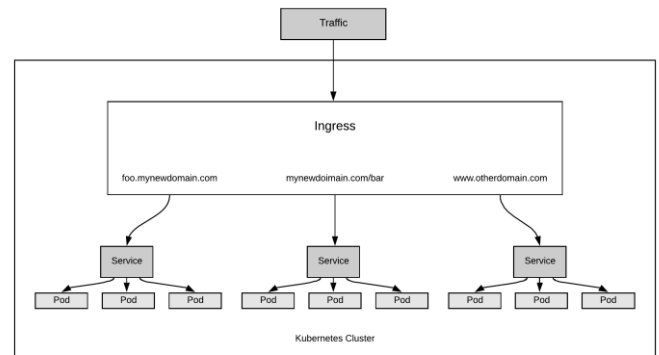 Traffic
Ingress
foo.mynewdomain.com mynewdoimain.com/bar www.otherdomain.com
Service Service Service
Pod Pod Pod Pod Pod Pod Pod Pod Pod
Kubernetes Cluster